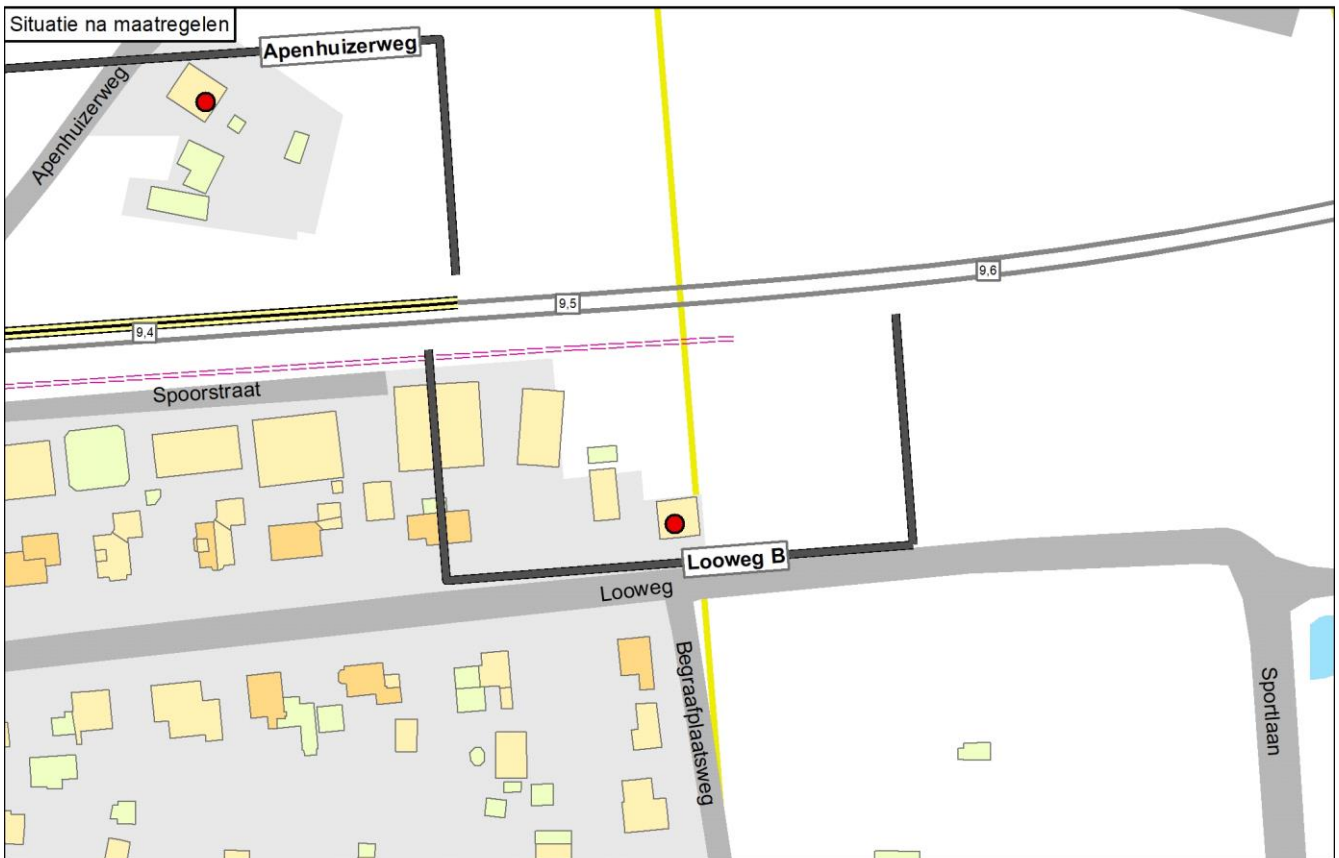 Situatie na maatregelen
Apenhuizerweg
Apenhuizerweg
9,6
9,5
9,4
Spoorstraat
Looweg B
Looweg
Begraafplaatsweg
Sportlaan